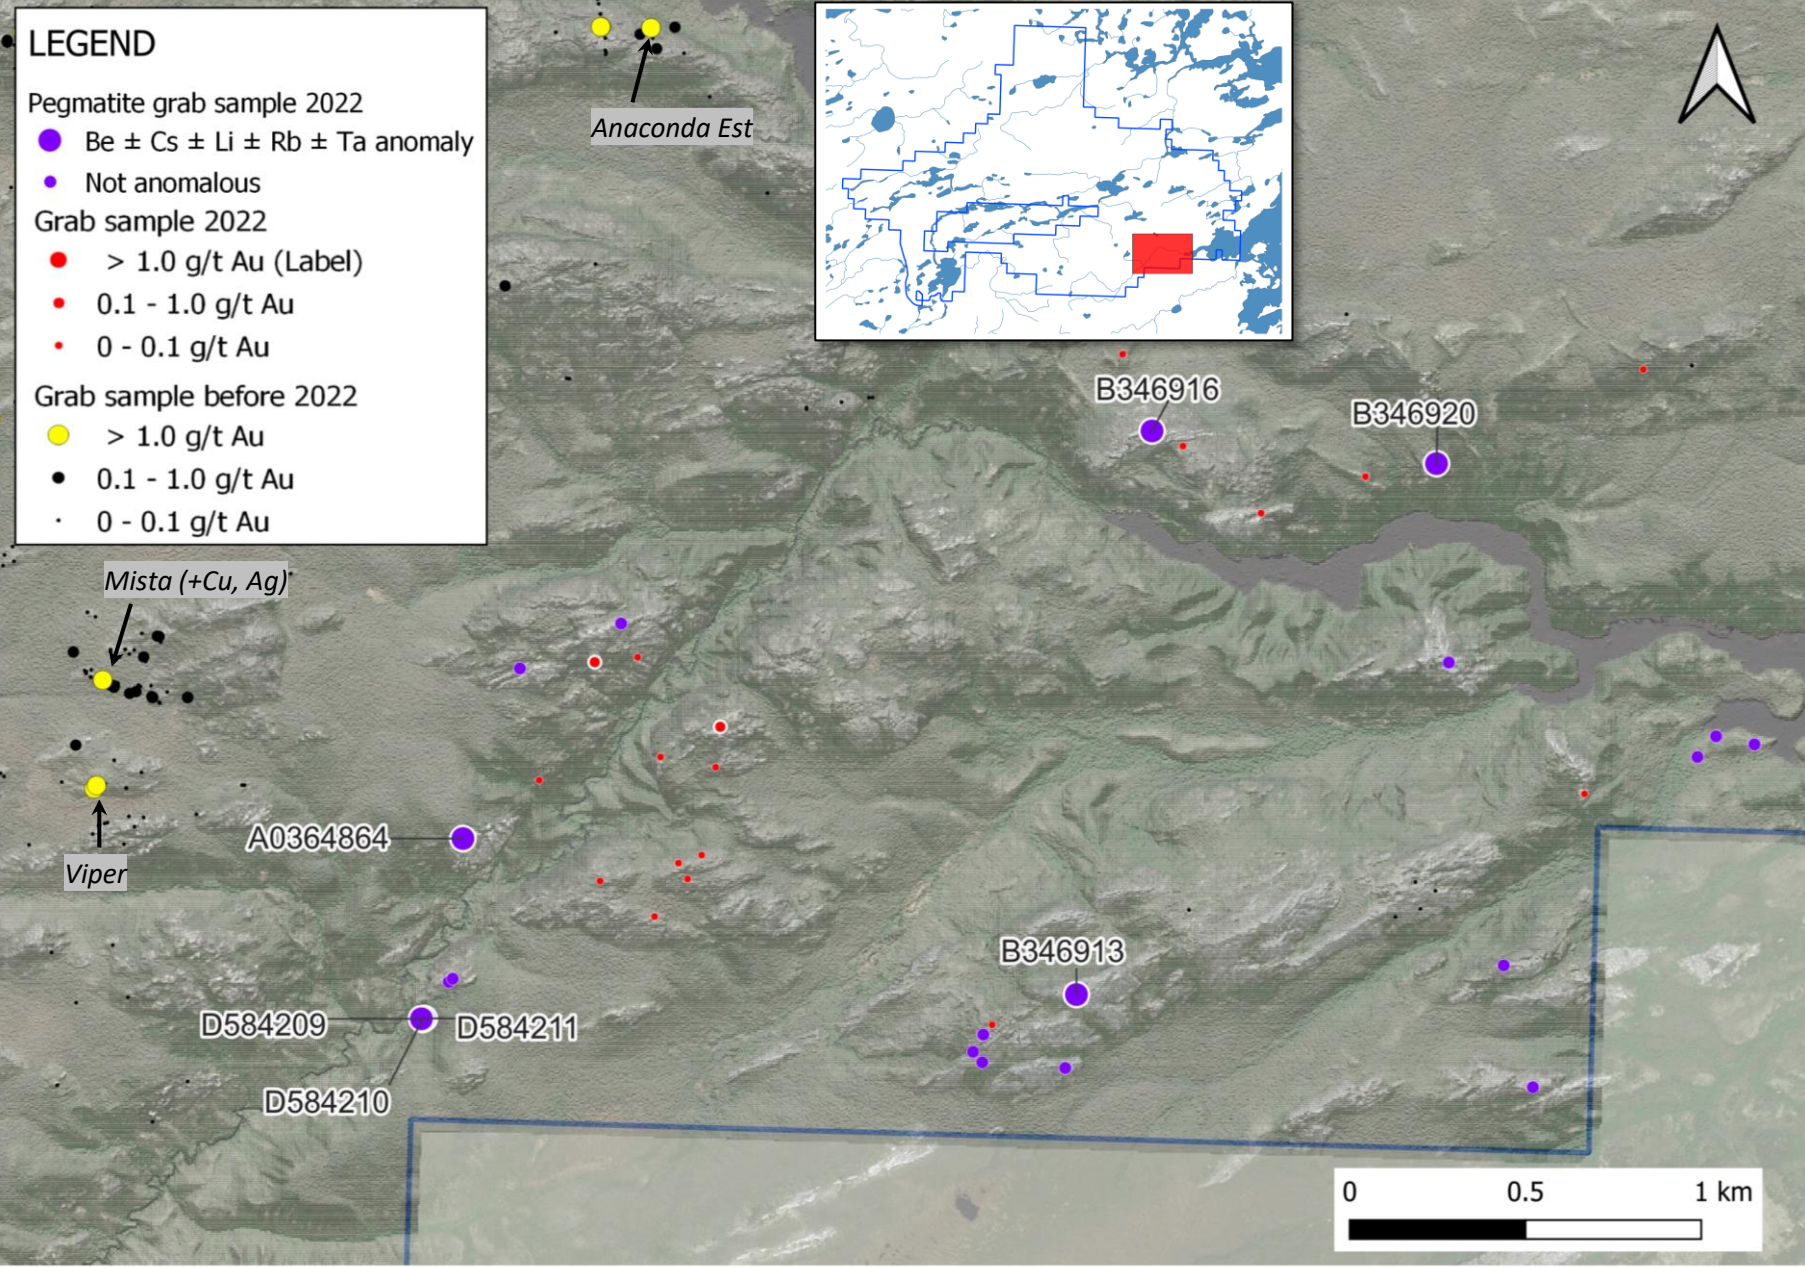 LEGEND
Pegmatite grab sample 2022
Be ± Cs ± Li ± Rb ± Ta anomaly
Not anomalous
Grab sample 2022
> 1.0 g/t Au (Label)
0.1 - 1.0 g/t Au
0 - 0.1 g/t Au
Grab sample before 2022
> 1.0 g/t Au
0.1 - 1.0 g/t Au
0 - 0.1 g/t Au
Anaconda Est
B346916
B346920
Mista (+Cu, Ag)
A0364864
Viper
B346913
D584209
D584211
D584210
0 0.5 1 km